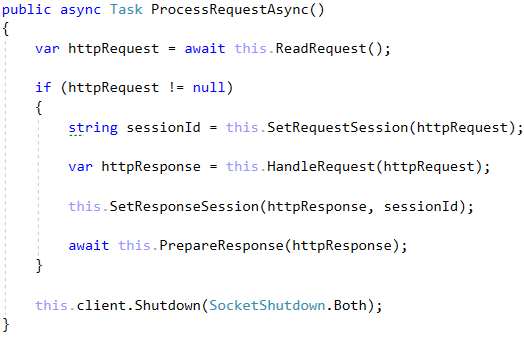 public async Task ProcessRequestAsync()
{
var httpRequest = await this.ReadRequest();
if (httpRequest != null)
{
string sessionId = this.SetRequestSession(httpRequest);
var httpResponse = this.HandleRequest(httpRequest);
this.SetResponseSession(httpResponse, sessionId);
await this.PrepareResponse(httpResponse);
}
this.client.Shutdown(SocketShutdown.Both);
}